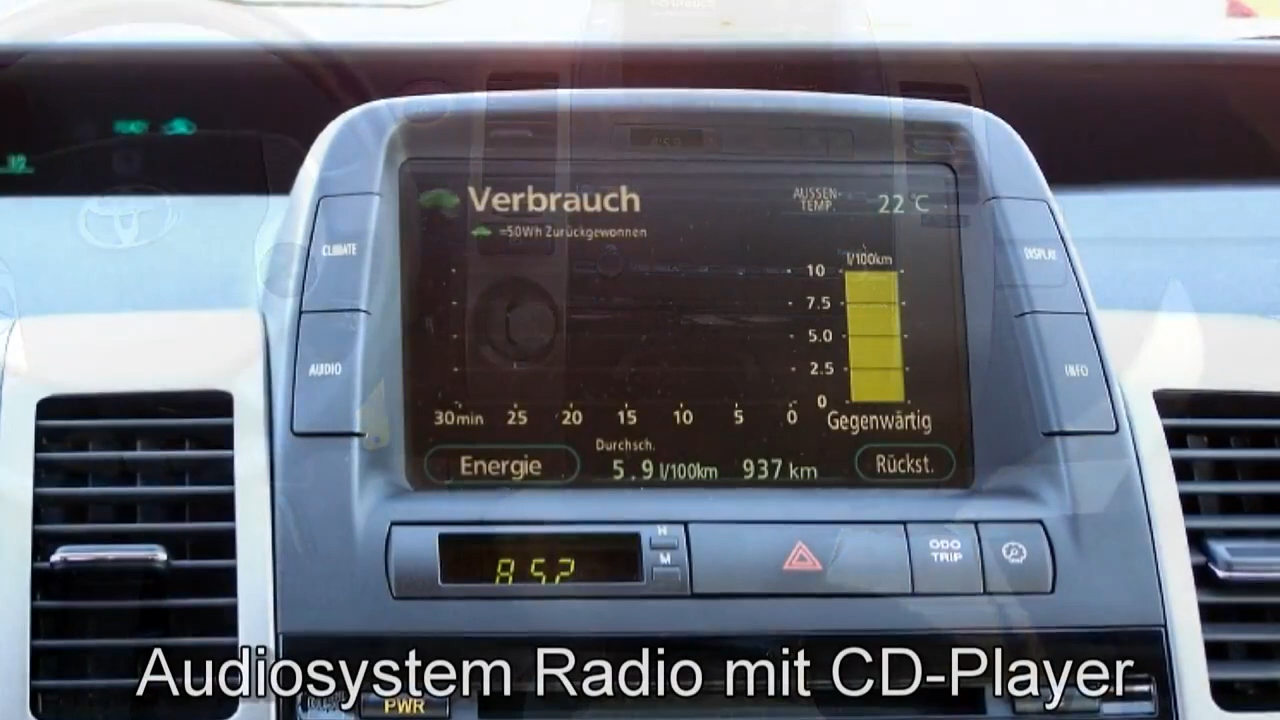 Verbrauch
AUSSEN-
TEMP. 22 °C
=50Wh Zurückgewonnen
CLIMATE
DISPLAY
l/100km
10
7.5
5.0
2.5
0
AUDIO
INFO
30min 25 20 15 10 5 0 Gegenwärtig
Durchsch.
Energie 5.9 l/100km 937 km Rückst.
H
M
8:52
ODO
TRIP
Audiosystem Radio mit CD-Player
PWR